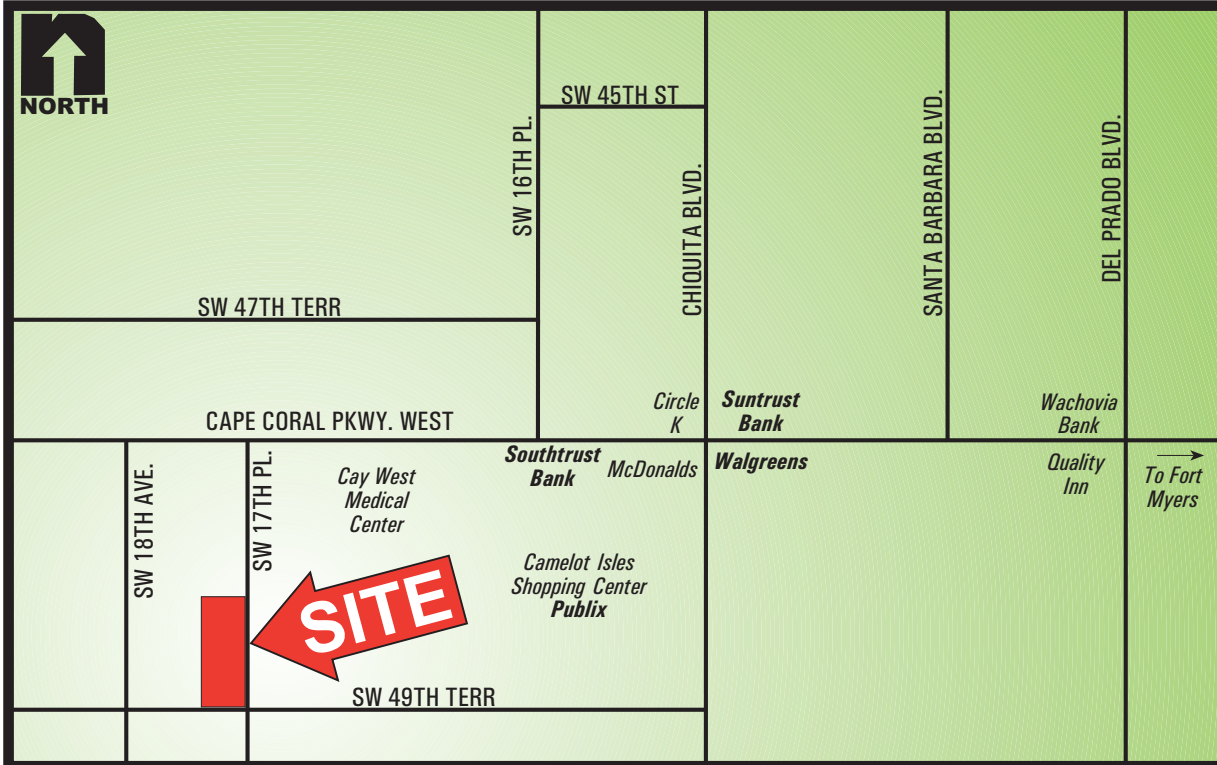 NORTH
SW 45TH ST
SW 16TH PL.
CHIQUITA BLVD.
SANTA BARBARA BLVD.
DEL PRADO BLVD.
SW 47TH TERR
CAPE CORAL PKWY. WEST
Circle
K
Suntrust
Bank
Wachovia
Bank
SW 18TH AVE.
SW 17TH PL.
Cay West
Medical
Center
Southtrust
Bank
McDonalds
Walgreens
Quality
Inn
To Fort
Myers
Camelot Isles
Shopping Center
Publix
SITE
SW 49TH TERR